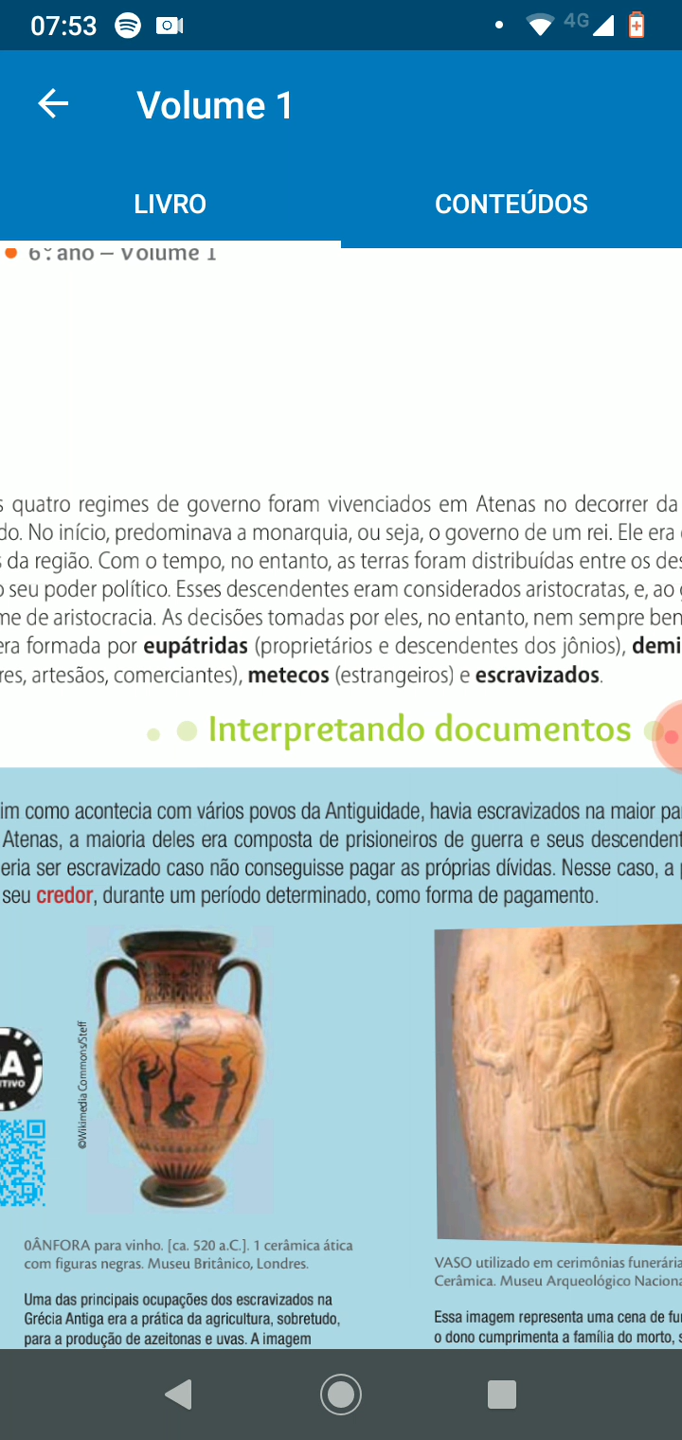 07:53
4G
Volume 1
LIVRO
CONTEÚDOS
6º. ano – Volume 1
s quatro regimes de governo foram vivenciados em Atenas no decorrer da
do. No início, predominava a monarquia, ou seja, o governo de um rei. Ele era
s da região. Com o tempo, no entanto, as terras foram distribuídas entre os des
o seu poder político. Esses descendentes eram considerados aristocratas, e, ao g
me de aristocracia. As decisões tomadas por eles, no entanto, nem sempre ben
era formada por eupátridas (proprietários e descendentes dos jônios), demi
res, artesãos, comerciantes), metecos (estrangeiros) e escravizados.
Interpretando documentos
im como acontecia com vários povos da Antiguidade, havia escravizados na maior pa
Atenas, a maioria deles era composta de prisioneiros de guerra e seus descendent
eria ser escravizado caso não conseguisse pagar as próprias dívidas. Nesse caso, a p
seu credor, durante um período determinado, como forma de pagamento.
©Wikimedia Commons/Steff
RA
TIVO
0ÂNFORA para vinho. [ca. 520 a.C.]. 1 cerâmica ática
com figuras negras. Museu Britânico, Londres.
Uma das principais ocupações dos escravizados na
Grécia Antiga era a prática da agricultura, sobretudo,
para a produção de azeitonas e uvas. A imagem
VASO utilizado em cerimônias funerária
Cerâmica. Museu Arqueológico Naciona
Essa imagem representa uma cena de fu
o dono cumprimenta a família do morto, s